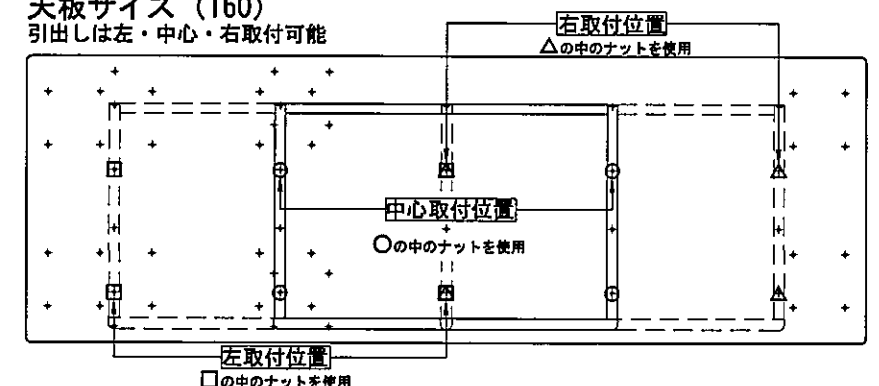 天板サイズ (160)
引出しは左・中心・右取付可能
右取付位置
△の中のナットを使用
中心取付位置
○の中のナットを使用
左取付位置
□の中のナットを使用